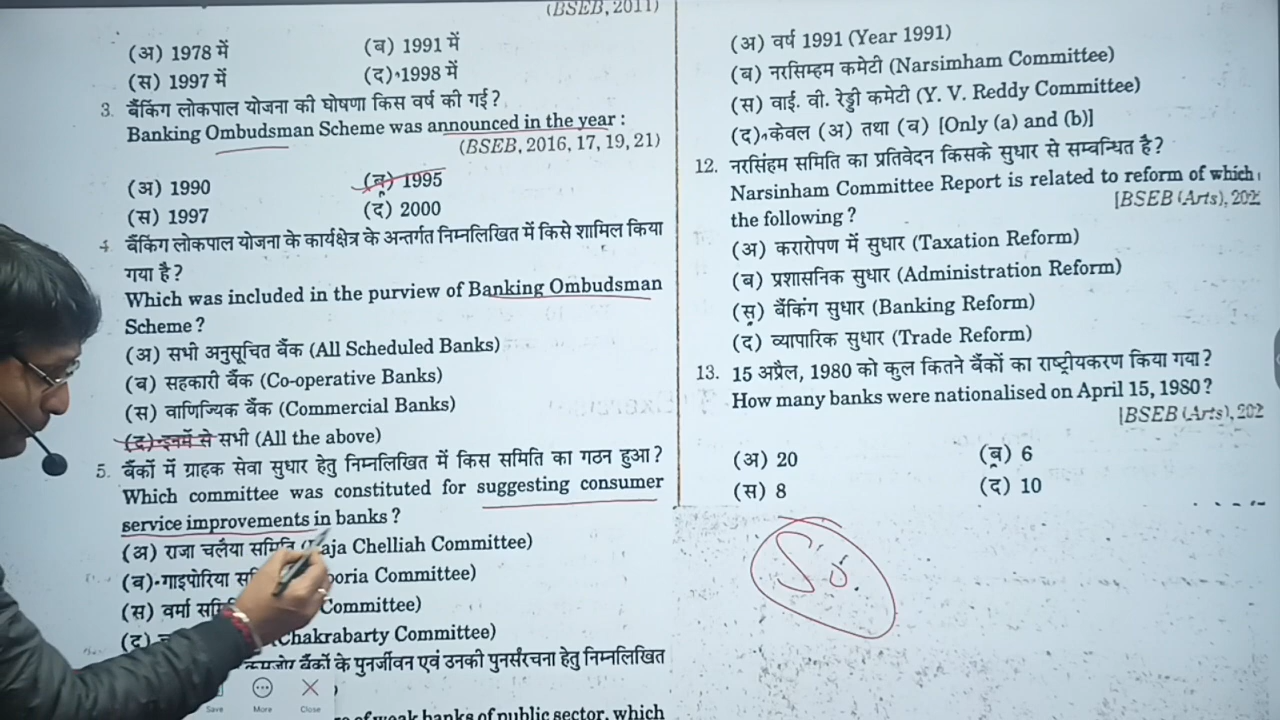 (BSEB, 2011)
(अ) 1978 में (ब) 1991 में
(स) 1997 में (द) 1998 में
3. बैंकिंग लोकपाल योजना की घोषणा किस वर्ष की गई?
Banking Ombudsman Scheme was announced in the year :
(BSEB, 2016, 17, 19, 21)
(अ) 1990 (ब) 1995
(स) 1997 (द) 2000
4. बैंकिंग लोकपाल योजना के कार्यक्षेत्र के अन्तर्गत निम्नलिखित में किसे शामिल किया
गया है?
Which was included in the purview of Banking Ombudsman
Scheme?
(अ) सभी अनुसूचित बैंक (All Scheduled Banks)
(ब) सहकारी बैंक (Co-operative Banks)
(स) वाणिज्यिक बैंक (Commercial Banks)
(द) इनमें से सभी (All the above)
5. बैंकों में ग्राहक सेवा सुधार हेतु निम्नलिखित में किस समिति का गठन हुआ?
Which committee was constituted for suggesting consumer
service improvements in banks?
(अ) राजा चलैया समिति Chelliah Committee)
(ब) गाइपोरिया Committee)
(स) वर्मा Committee)
(द) Chakrabarty Committee)
बैंकों के पुनर्जीवन एवं उनकी पुनर्संरचना हेतु निम्नलिखित
Save More Close
of weak banks of public sector, which
(अ) वर्ष 1991 (Year 1991)
(ब) नरसिम्हम कमेटी (Narsimham Committee)
(स) वाई. वी. रेड्डी कमेटी (Y. V. Reddy Committee)
(द) केवल (अ) तथा (ब) [Only (a) and (b)]
12. नरसिंहम समिति का प्रतिवेदन किसके सुधार से सम्बन्धित है?
Narsinham Committee Report is related to reform of which
[BSEB (Arts), 202
the following?
(अ) करारोपण में सुधार (Taxation Reform)
(ब) प्रशासनिक सुधार (Administration Reform)
(स) बैंकिंग सुधार (Banking Reform)
(द) व्यापारिक सुधार (Trade Reform)
13. 15 अप्रैल, 1980 को कुल कितने बैंकों का राष्ट्रीयकरण किया गया?
How many banks were nationalised on April 15, 1980?
[BSEB (Arts), 202
(अ) 20 (ब) 6
(स) 8 (द) 10